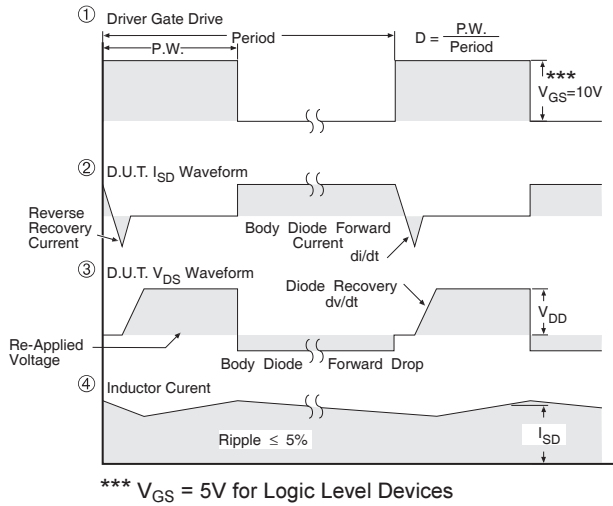 ① Driver Gate Drive
P.W.
Period
D = P.W.
Period
***
VGS=10V
② D.U.T. ISD Waveform
Reverse
Recovery
Current
Body Diode Forward
Current
di/dt
③ D.U.T. VDS Waveform
Diode Recovery
dv/dt
VDD
Re-Applied
Voltage
Body Diode Forward Drop
④ Inductor Curent
Ripple ≤ 5%
ISD
*** VGS = 5V for Logic Level Devices